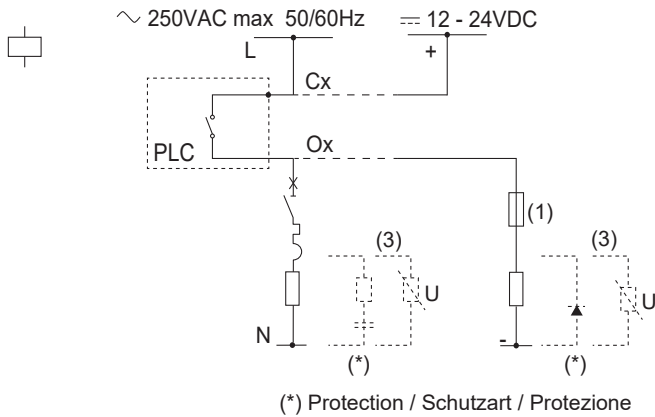 250VAC max 50/60Hz
12 - 24VDC
L
+
Cx
PLC
Ox
(1)
(3)
(3)
U
U
N
-
(*)
(*)
(*) Protection / Schutzart / Protezione